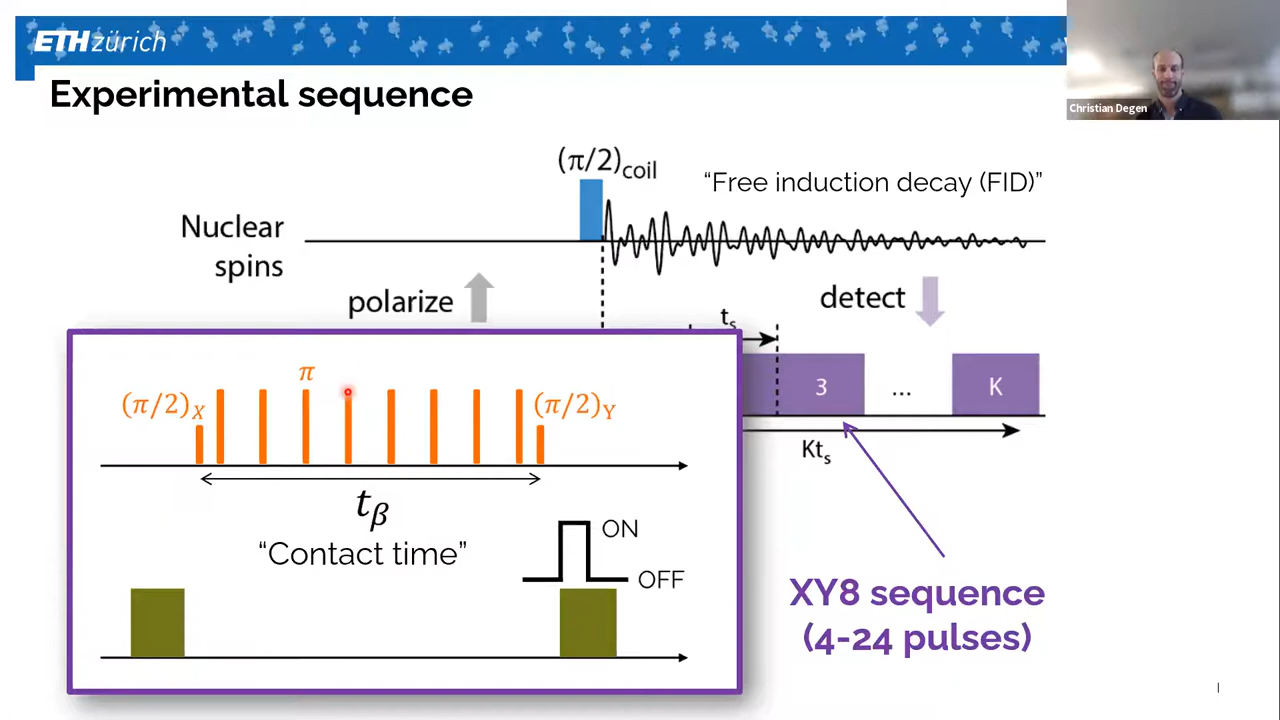 ETH zürich
Christian Degen
Experimental sequence
(π/2)coil
“Free induction decay (FID)”
Nuclear
spins
polarize
detect
ts
3
...
K
Kts
π
(π/2)X
(π/2)Y
tβ
“Contact time”
ON
OFF
XY8 sequence
(4-24 pulses)